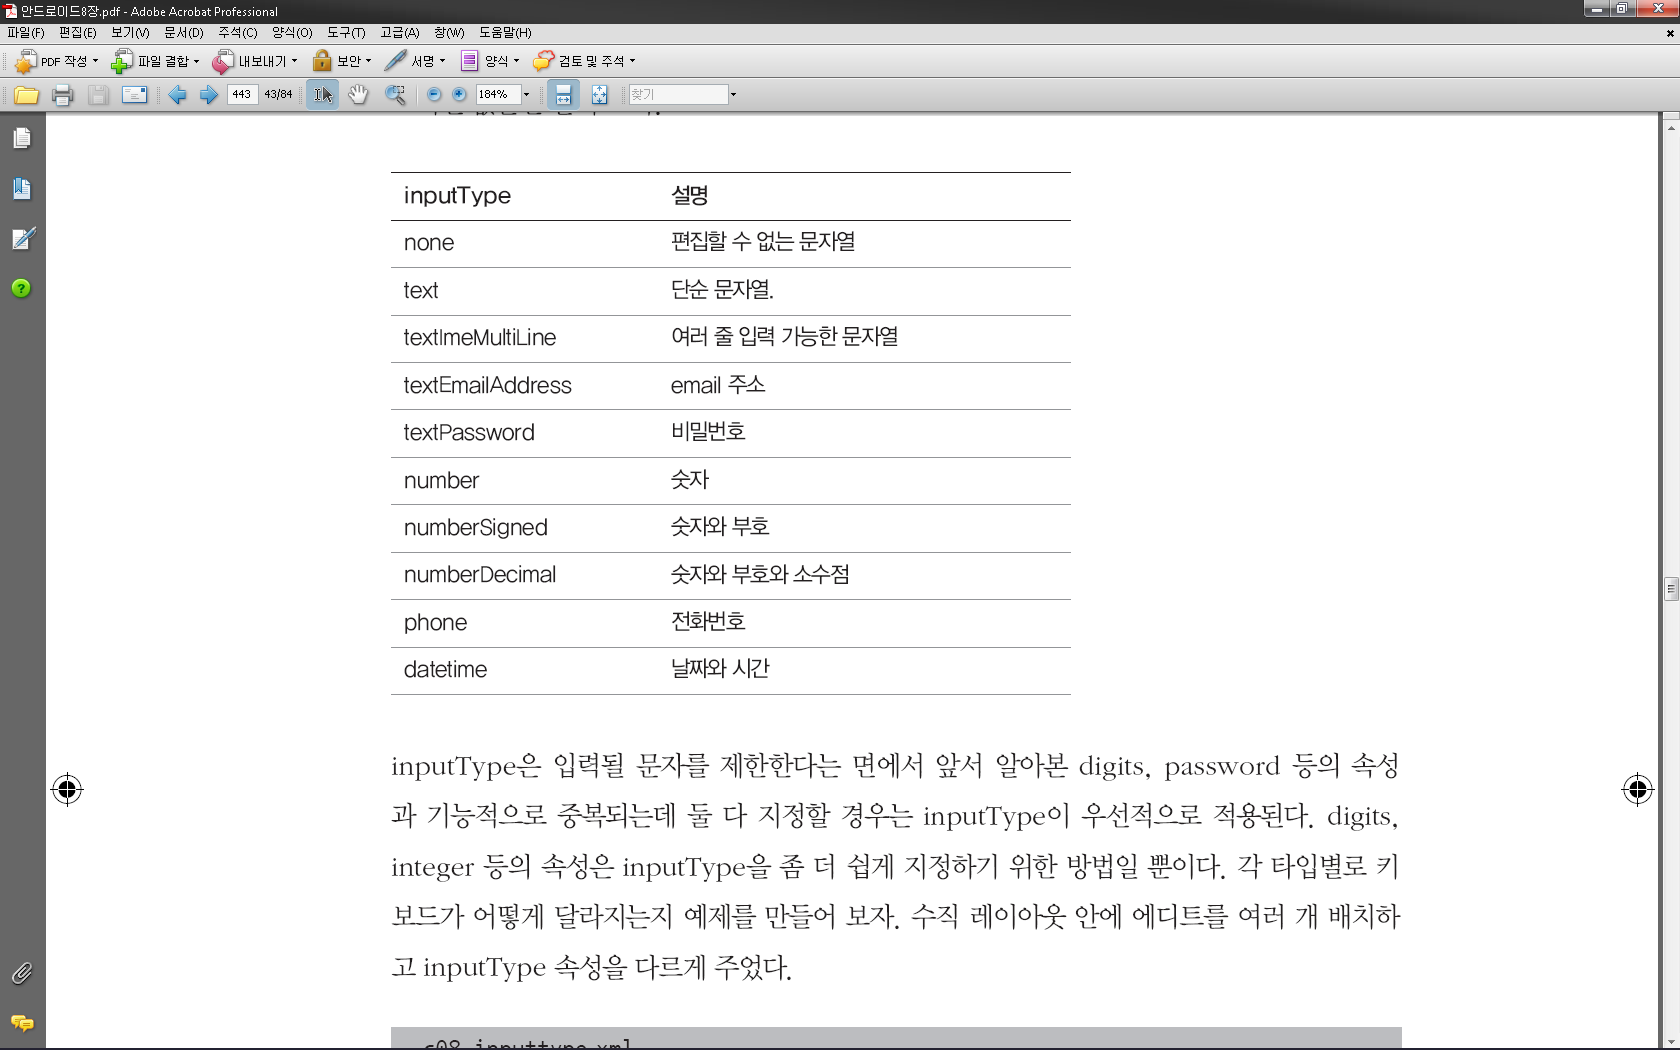 안드로이드8장.pdf - Adobe Acrobat Professional
파일(F) 편집(E) 보기(V) 문서(D) 주석(C) 양식(O) 도구(T) 고급(A) 창(W) 도움말(H)
PDF 작성 파일 결합 내보내기 보안 서명 양식 검토 및 주석
443 43/84 184% 찾기
inputType 설명
none 편집할 수 없는 문자열
text 단순 문자열.
textImeMultiLine 여러 줄 입력 가능한 문자열
textEmailAddress email 주소
textPassword 비밀번호
number 숫자
numberSigned 숫자와 부호
numberDecimal 숫자와 부호와 소수점
phone 전화번호
datetime 날짜와 시간
inputType은 입력될 문자를 제한한다는 면에서 앞서 알아본 digits, password 등의 속성
과 기능적으로 중복되는데 둘 다 지정할 경우는 inputType이 우선적으로 적용된다. digits,
integer 등의 속성은 inputType을 좀 더 쉽게 지정하기 위한 방법일 뿐이다. 각 타입별로 키
보드가 어떻게 달라지는지 예제를 만들어 보자. 수직 레이아웃 안에 에디트를 여러 개 배치하
고 inputType 속성을 다르게 주었다.
c08_inputtype.xml